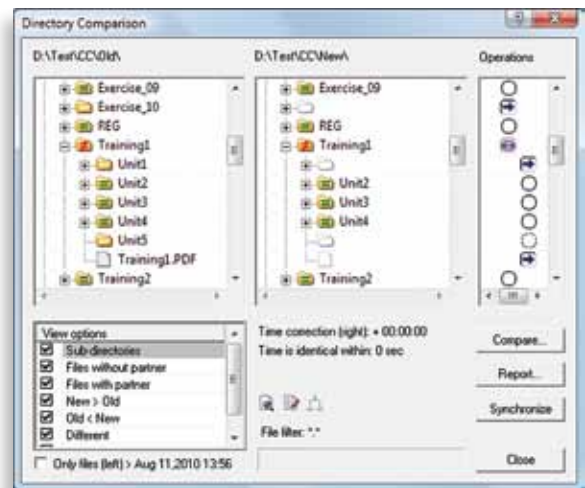 Directory Comparison
D:\Test\CC\Old\
Exercise_09
Exercise_10
REG
Training1
Unit1
Unit2
Unit3
Unit4
Unit5
Training1.PDF
Training2
D:\Test\CC\New\
Exercise_09
REG
Training1
Unit2
Unit3
Unit4
Training2
Operations
View options
Sub-directories
Files without partner
Files with partner
New > Old
Old < New
Different
Only files (left) > Aug 11,2010 13:56
Time correction (right): + 00:00:00
Time is identical within: 0 sec
File filter: *.*
Compare...
Report...
Synchronize
Close